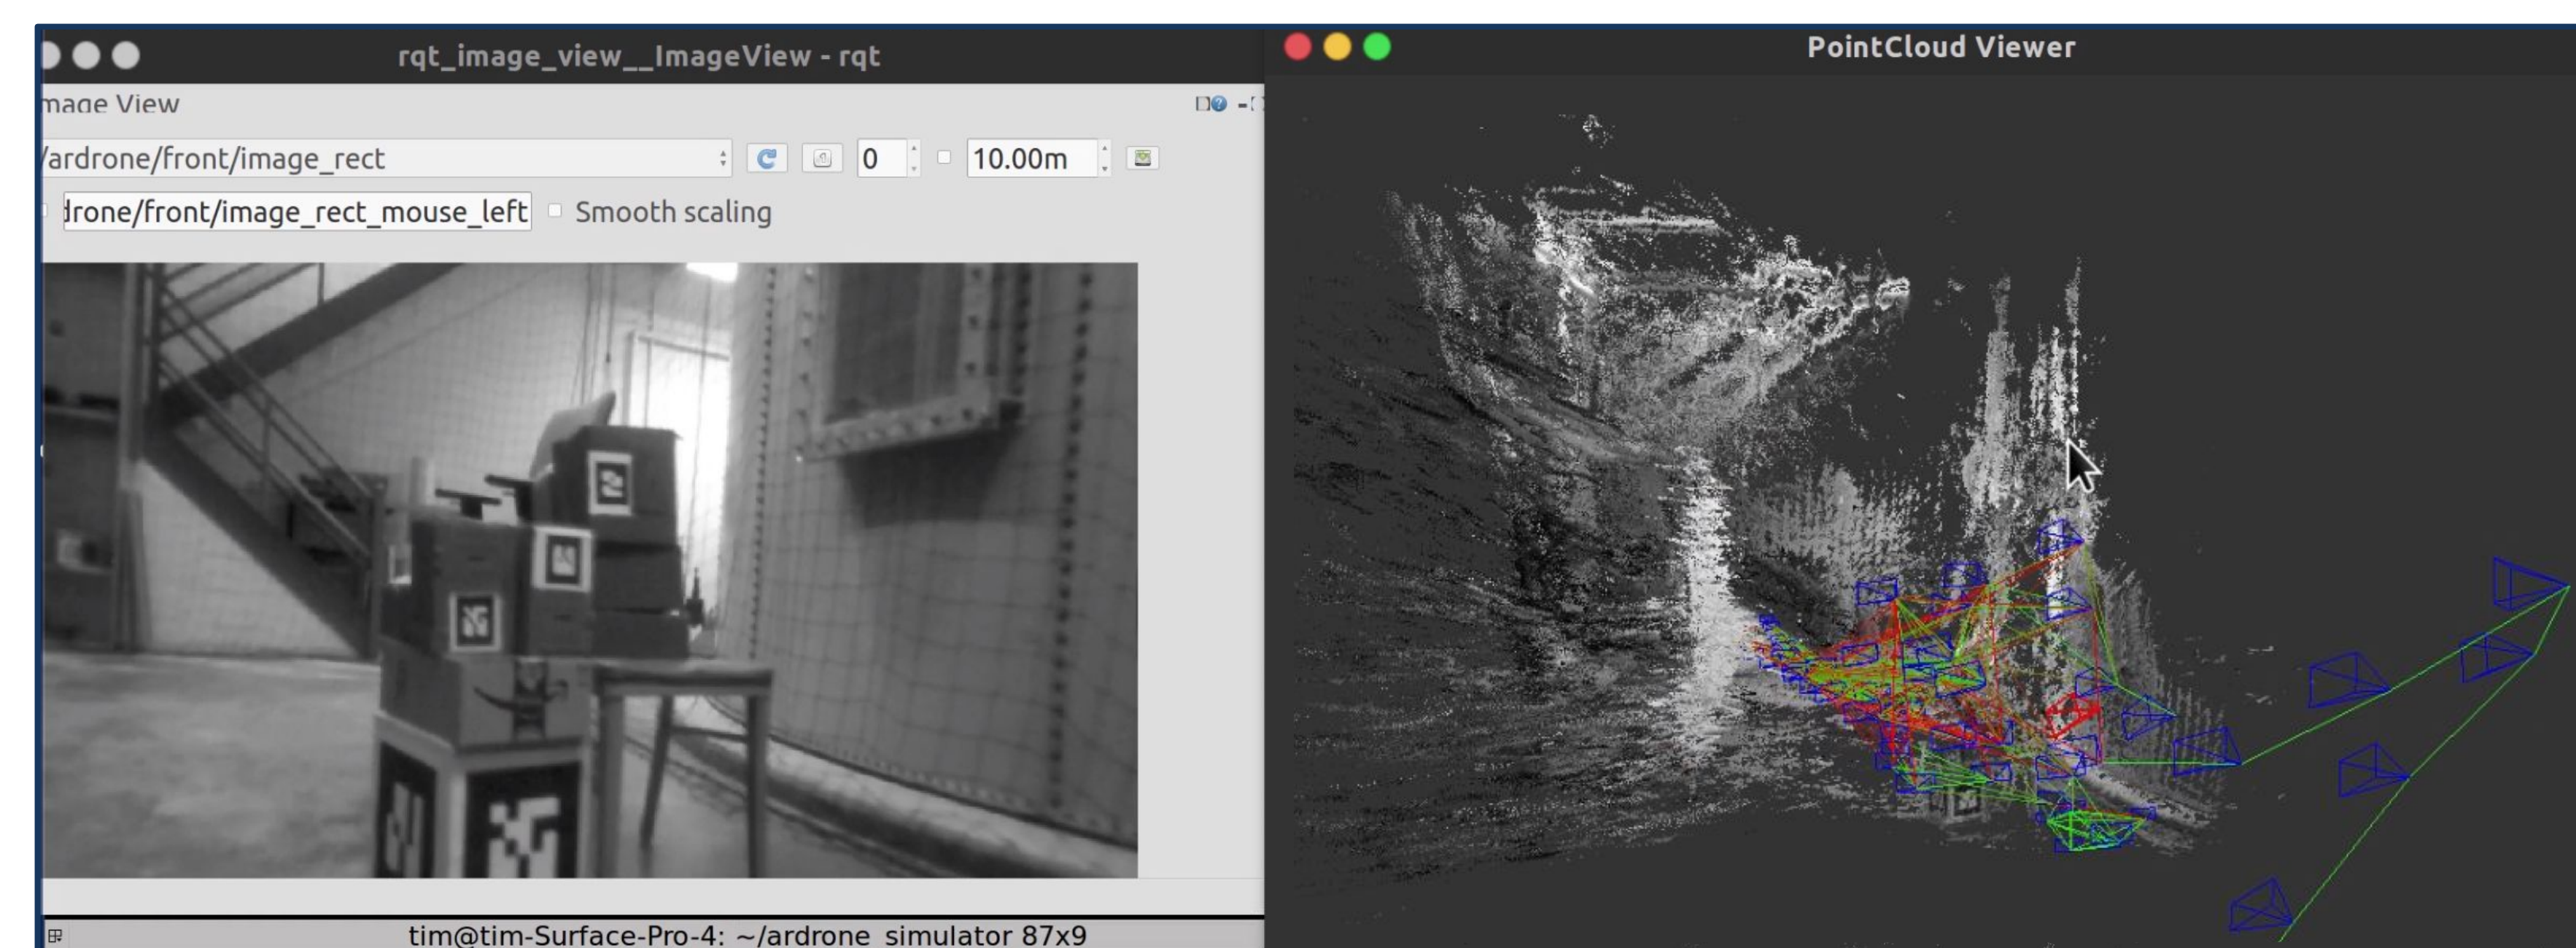 rqt_image_view__ImageView - rqt
mage View
/ardrone/front/image_rect
0
10.00m
drone/front/image_rect_mouse_left
Smooth scaling
tim@tim-Surface-Pro-4: ~/ardrone_simulator 87x9
PointCloud Viewer